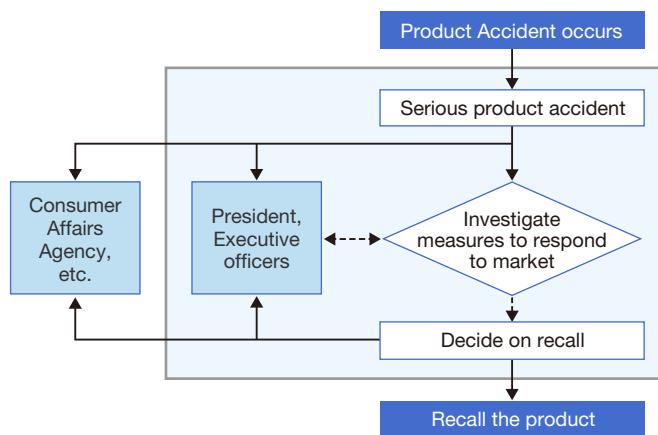 Product Accident occurs
Serious product accident
Consumer
Affairs
Agency,
etc.
President,
Executive
officers
Investigate
measures to respond
to market
Decide on recall
Recall the product